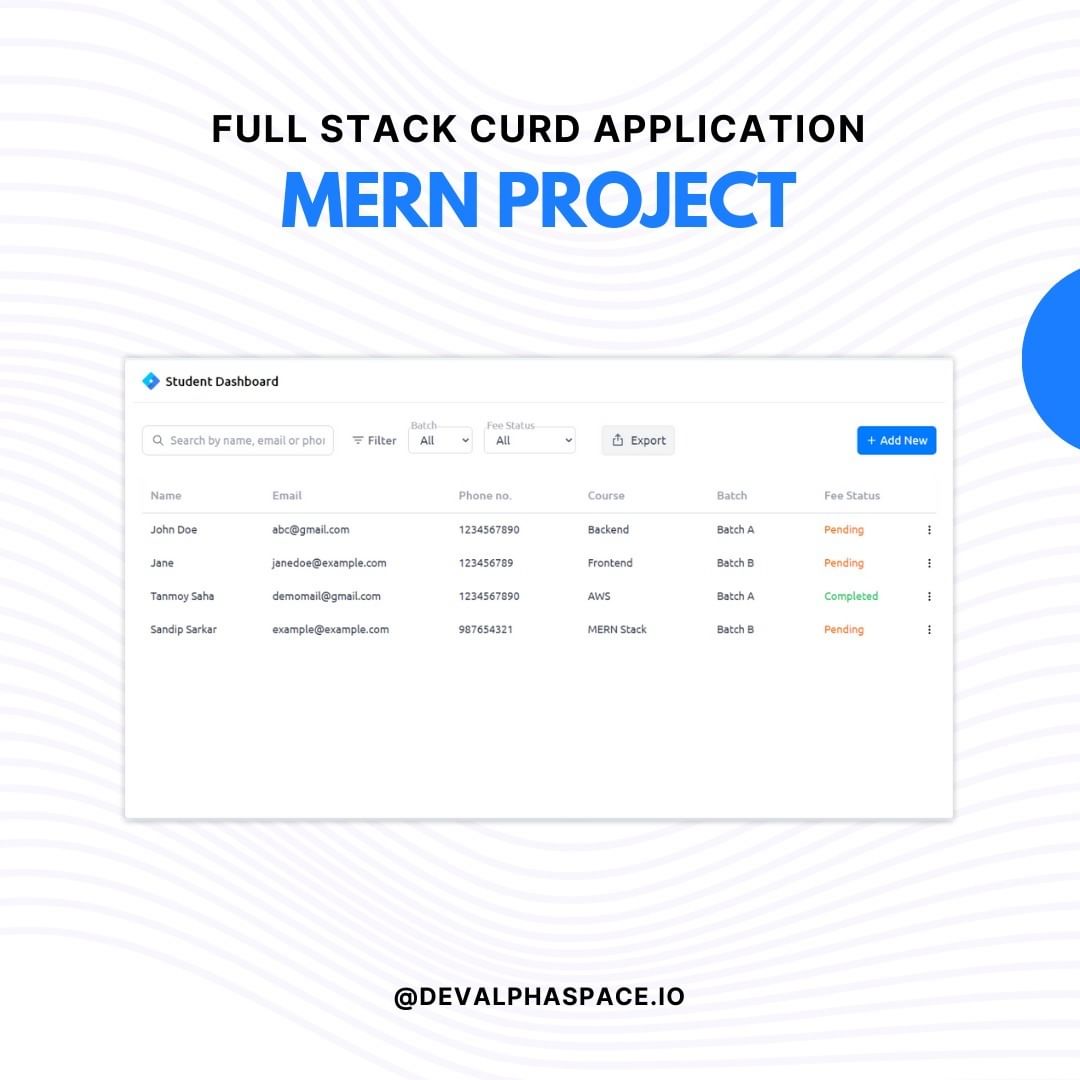 FULL STACK CURD APPLICATION
MERN PROJECT
Student Dashboard
Search by name, email or phor
Filter
Batch
All
Fee Status
All
Export
+ Add New
Name Email Phone no. Course Batch Fee Status
John Doe abc@gmail.com 1234567890 Backend Batch A Pending
Jane janedoe@example.com 123456789 Frontend Batch B Pending
Tanmoy Saha demomail@gmail.com 1234567890 AWS Batch A Completed
Sandip Sarkar example@example.com 987654321 MERN Stack Batch B Pending
@DEVALPHASPACE.IO